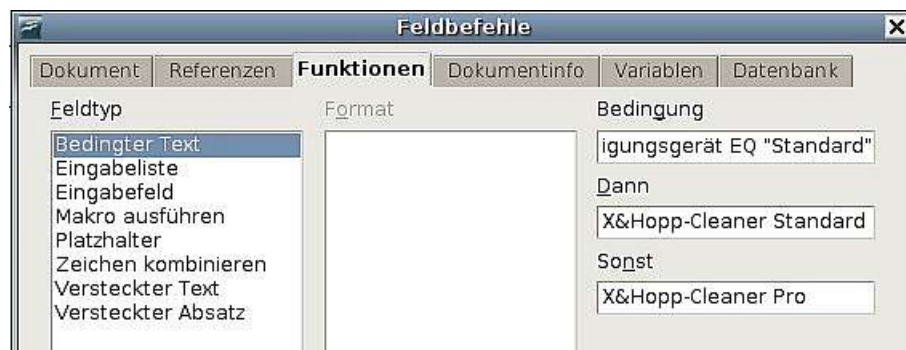 Feldbefehle
Dokument Referenzen Funktionen Dokumentinfo Variablen Datenbank
Feldtyp
Bedingter Text
Eingabeliste
Eingabefeld
Makro ausführen
Platzhalter
Zeichen kombinieren
Versteckter Text
Versteckter Absatz
Format
Bedingung
igungsgerät EQ "Standard"
Dann
X&Hopp-Cleaner Standard
Sonst
X&Hopp-Cleaner Pro